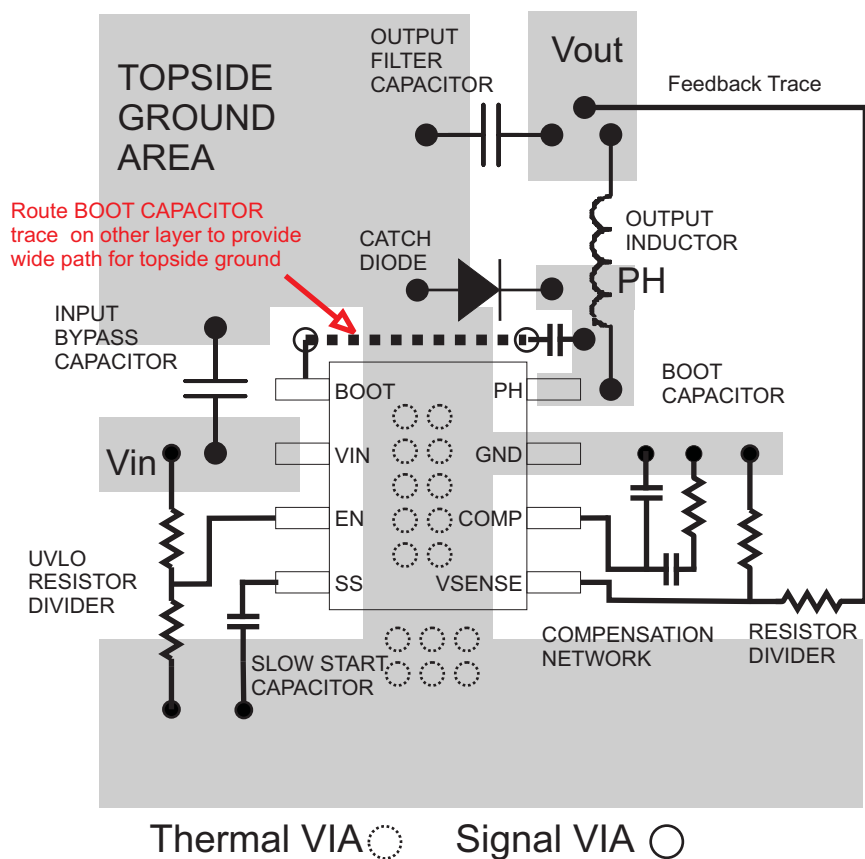 OUTPUT
FILTER
CAPACITOR
Vout
Feedback Trace
TOPSIDE
GROUND
AREA
Route BOOT CAPACITOR
trace on other layer to provide
wide path for topside ground
CATCH
DIODE
OUTPUT
INDUCTOR
PH
INPUT
BYPASS
CAPACITOR
BOOT
CAPACITOR
BOOT
PH
Vin
VIN
GND
EN
COMP
UVLO
RESISTOR
DIVIDER
SS
VSENSE
SLOW START
CAPACITOR
COMPENSATION
NETWORK
RESISTOR
DIVIDER
Thermal VIA
Signal VIA